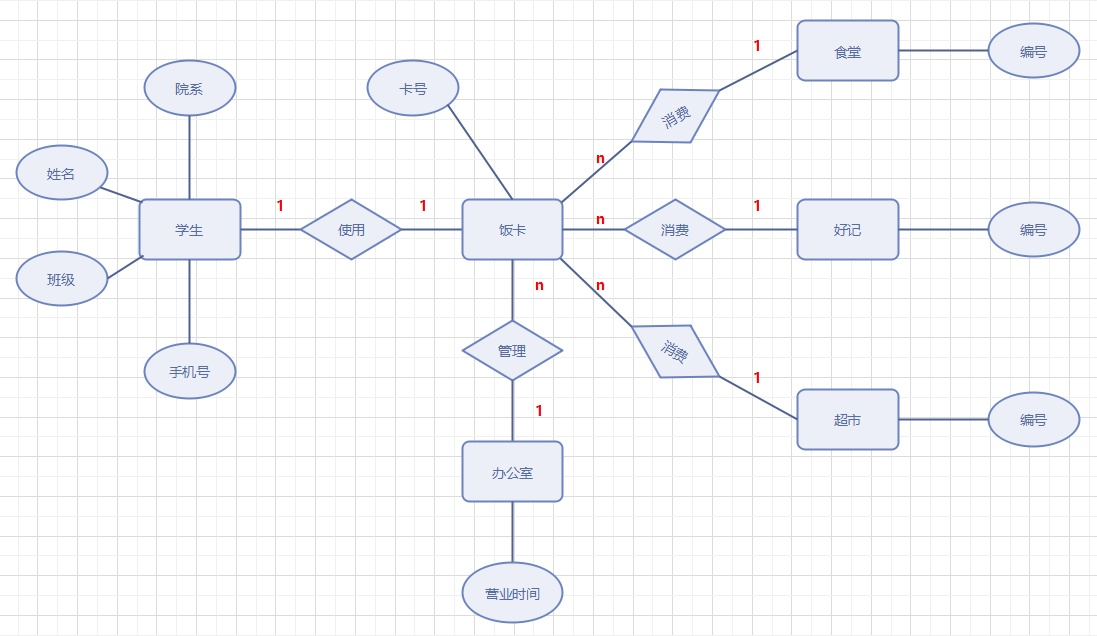 1
食堂
编号
院系
卡号
消费
n
姓名
学生
1
使用
1
饭卡
n
消费
1
好记
编号
班级
n
n
手机号
管理
消费
1
1
超市
编号
办公室
营业时间